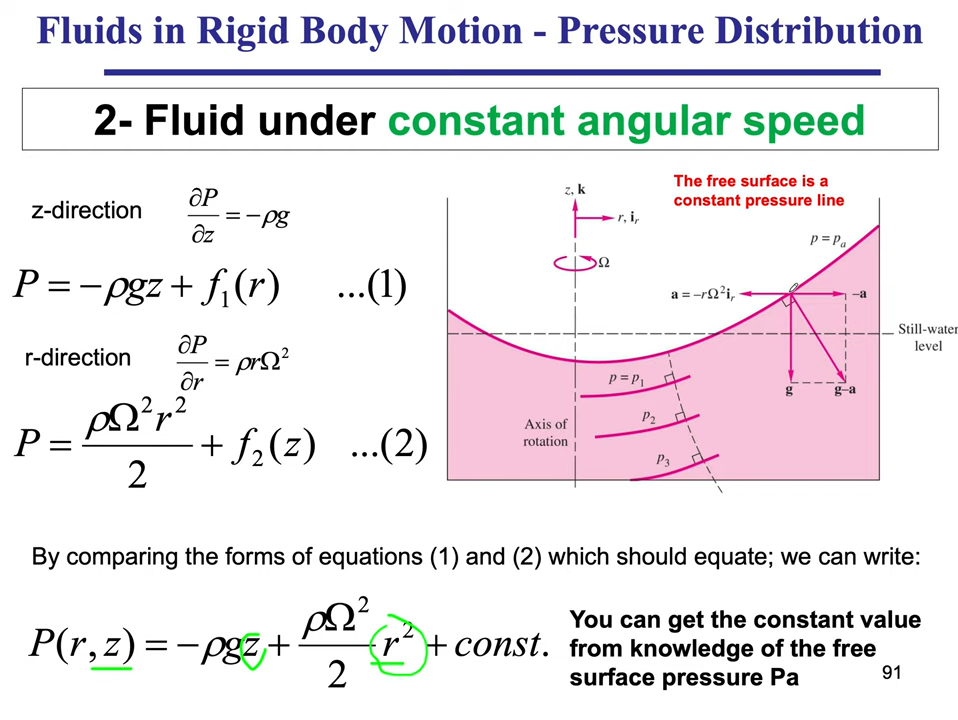 Fluids in Rigid Body Motion - Pressure Distribution
2- Fluid under constant angular speed
z-direction ∂P/∂z = −ρg
P = −ρgz + f₁(r) ...(1)
r-direction ∂P/∂r = ρrΩ²
P = ρΩ²r²/2 + f₂(z) ...(2)
The free surface is a
constant pressure line
z, k
r, iᵣ
Ω
p = pₐ
a = −rΩ²iᵣ
−a
Still-water
level
p = p₁
g
g–a
p₂
Axis of
rotation
p₃
By comparing the forms of equations (1) and (2) which should equate; we can write:
P(r, z) = −ρgz + ρΩ²/2 r² + const.
You can get the constant value
from knowledge of the free
surface pressure Pa
91